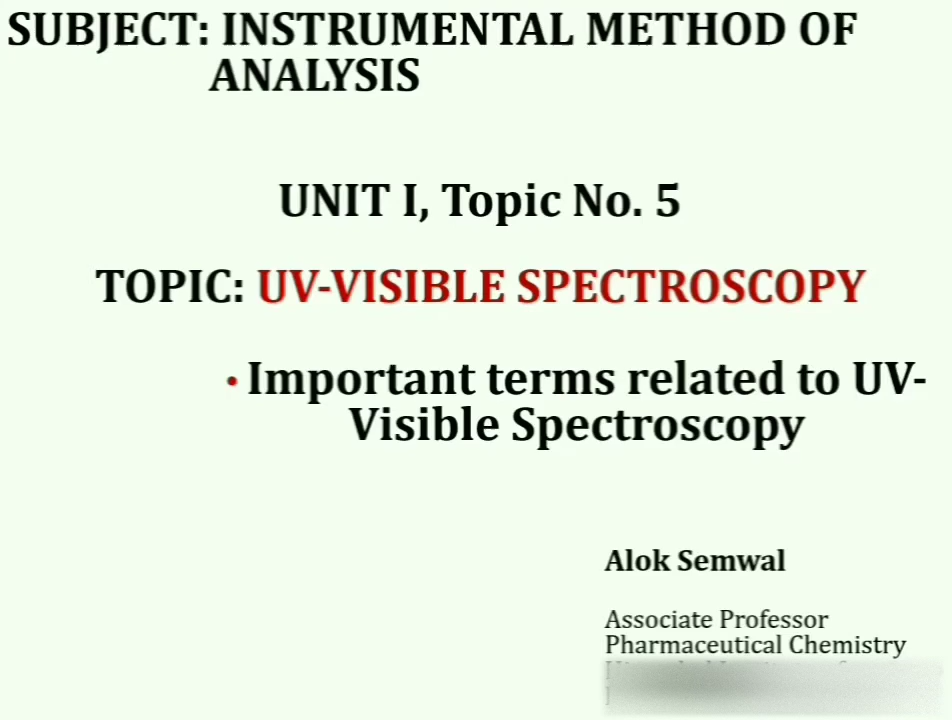 SUBJECT: INSTRUMENTAL METHOD OF
ANALYSIS
UNIT I, Topic No. 5
TOPIC: UV-VISIBLE SPECTROSCOPY
• Important terms related to UV-
Visible Spectroscopy
Alok Semwal
Associate Professor
Pharmaceutical Chemistry